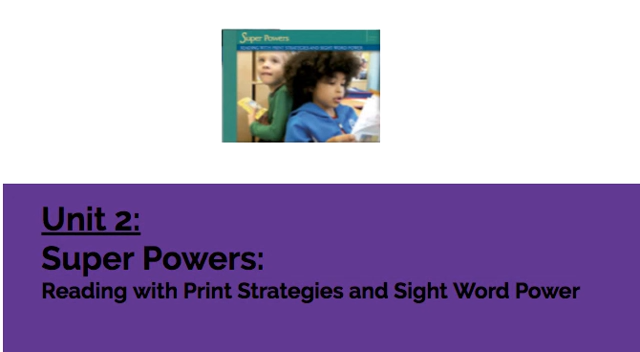 Super Powers
READING WITH PRINT STRATEGIES AND SIGHT WORD POWER
Unit 2:
Super Powers:
Reading with Print Strategies and Sight Word Power